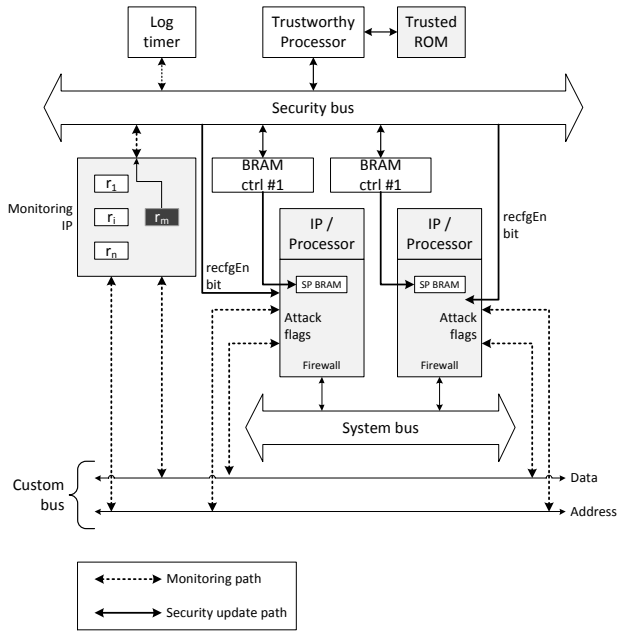 Log
timer
Trustworthy
Processor
Trusted
ROM
Security bus
Monitoring
IP
r1
ri
rn
rm
BRAM
ctrl #1
BRAM
ctrl #1
recfgEn
bit
IP /
Processor
SP BRAM
Attack
flags
Firewall
IP /
Processor
SP BRAM
Attack
flags
Firewall
recfgEn
bit
System bus
Custom
bus
Data
Address
Monitoring path
Security update path